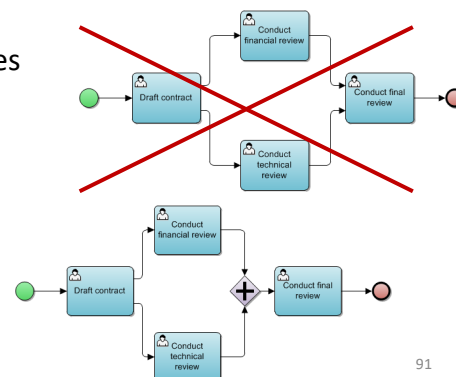 es
Conduct
financial review
Draft contract
Conduct final
review
Conduct
technical
review
Conduct
financial review
Draft contract
Conduct final
review
Conduct
technical
review
91